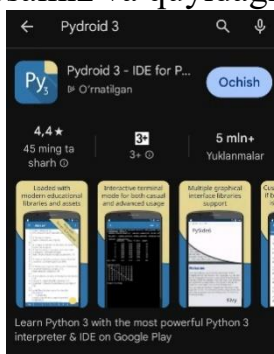 Pydroid 3
Pydroid 3 - IDE for P...
O'rnatilgan
Ochish
4,4★
45 ming ta
sharh
3+
3+
5 mln+
Yuklanmalar
Loaded with
modern educational
libraries and assets
Interactive terminal
mode for both casual
and advanced usage
Multiple graphical
interface libraries
support
Learn Python 3 with the most powerful Python 3
interpreter & IDE on Google Play